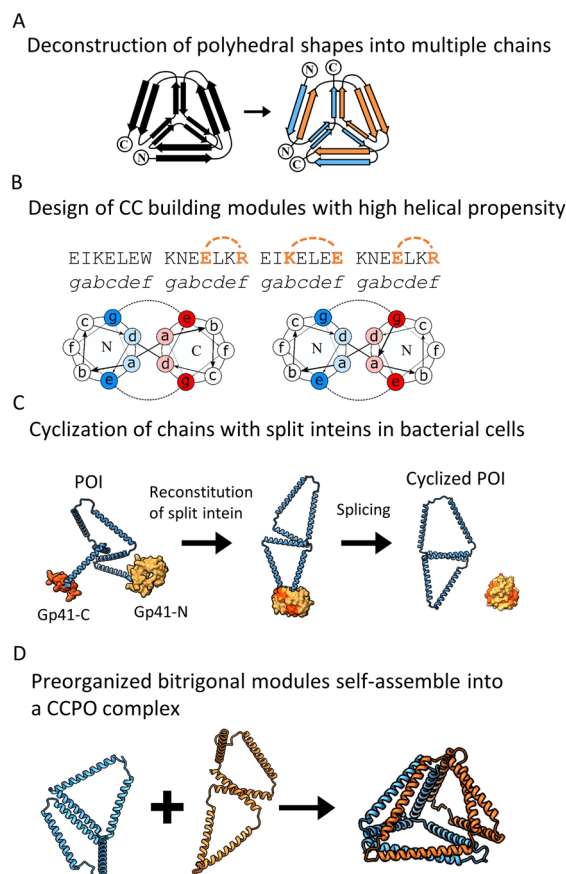 A
Deconstruction of polyhedral shapes into multiple chains
N
C
C
N
N
C
B
Design of CC building modules with high helical propensity
EIKELEW KNEELKR EIKELEE KNEELKR
gabcdef gabcdef gabcdef gabcdef
g e g g
c b c b
d a d d
f N C f f N N f
a d a a
b c b c
e g e e
C
Cyclization of chains with split inteins in bacterial cells
POI
Reconstitution
of split intein
Splicing
Cyclized POI
Gp41-C
Gp41-N
D
Preorganized bitrigonal modules self-assemble into
a CCPO complex